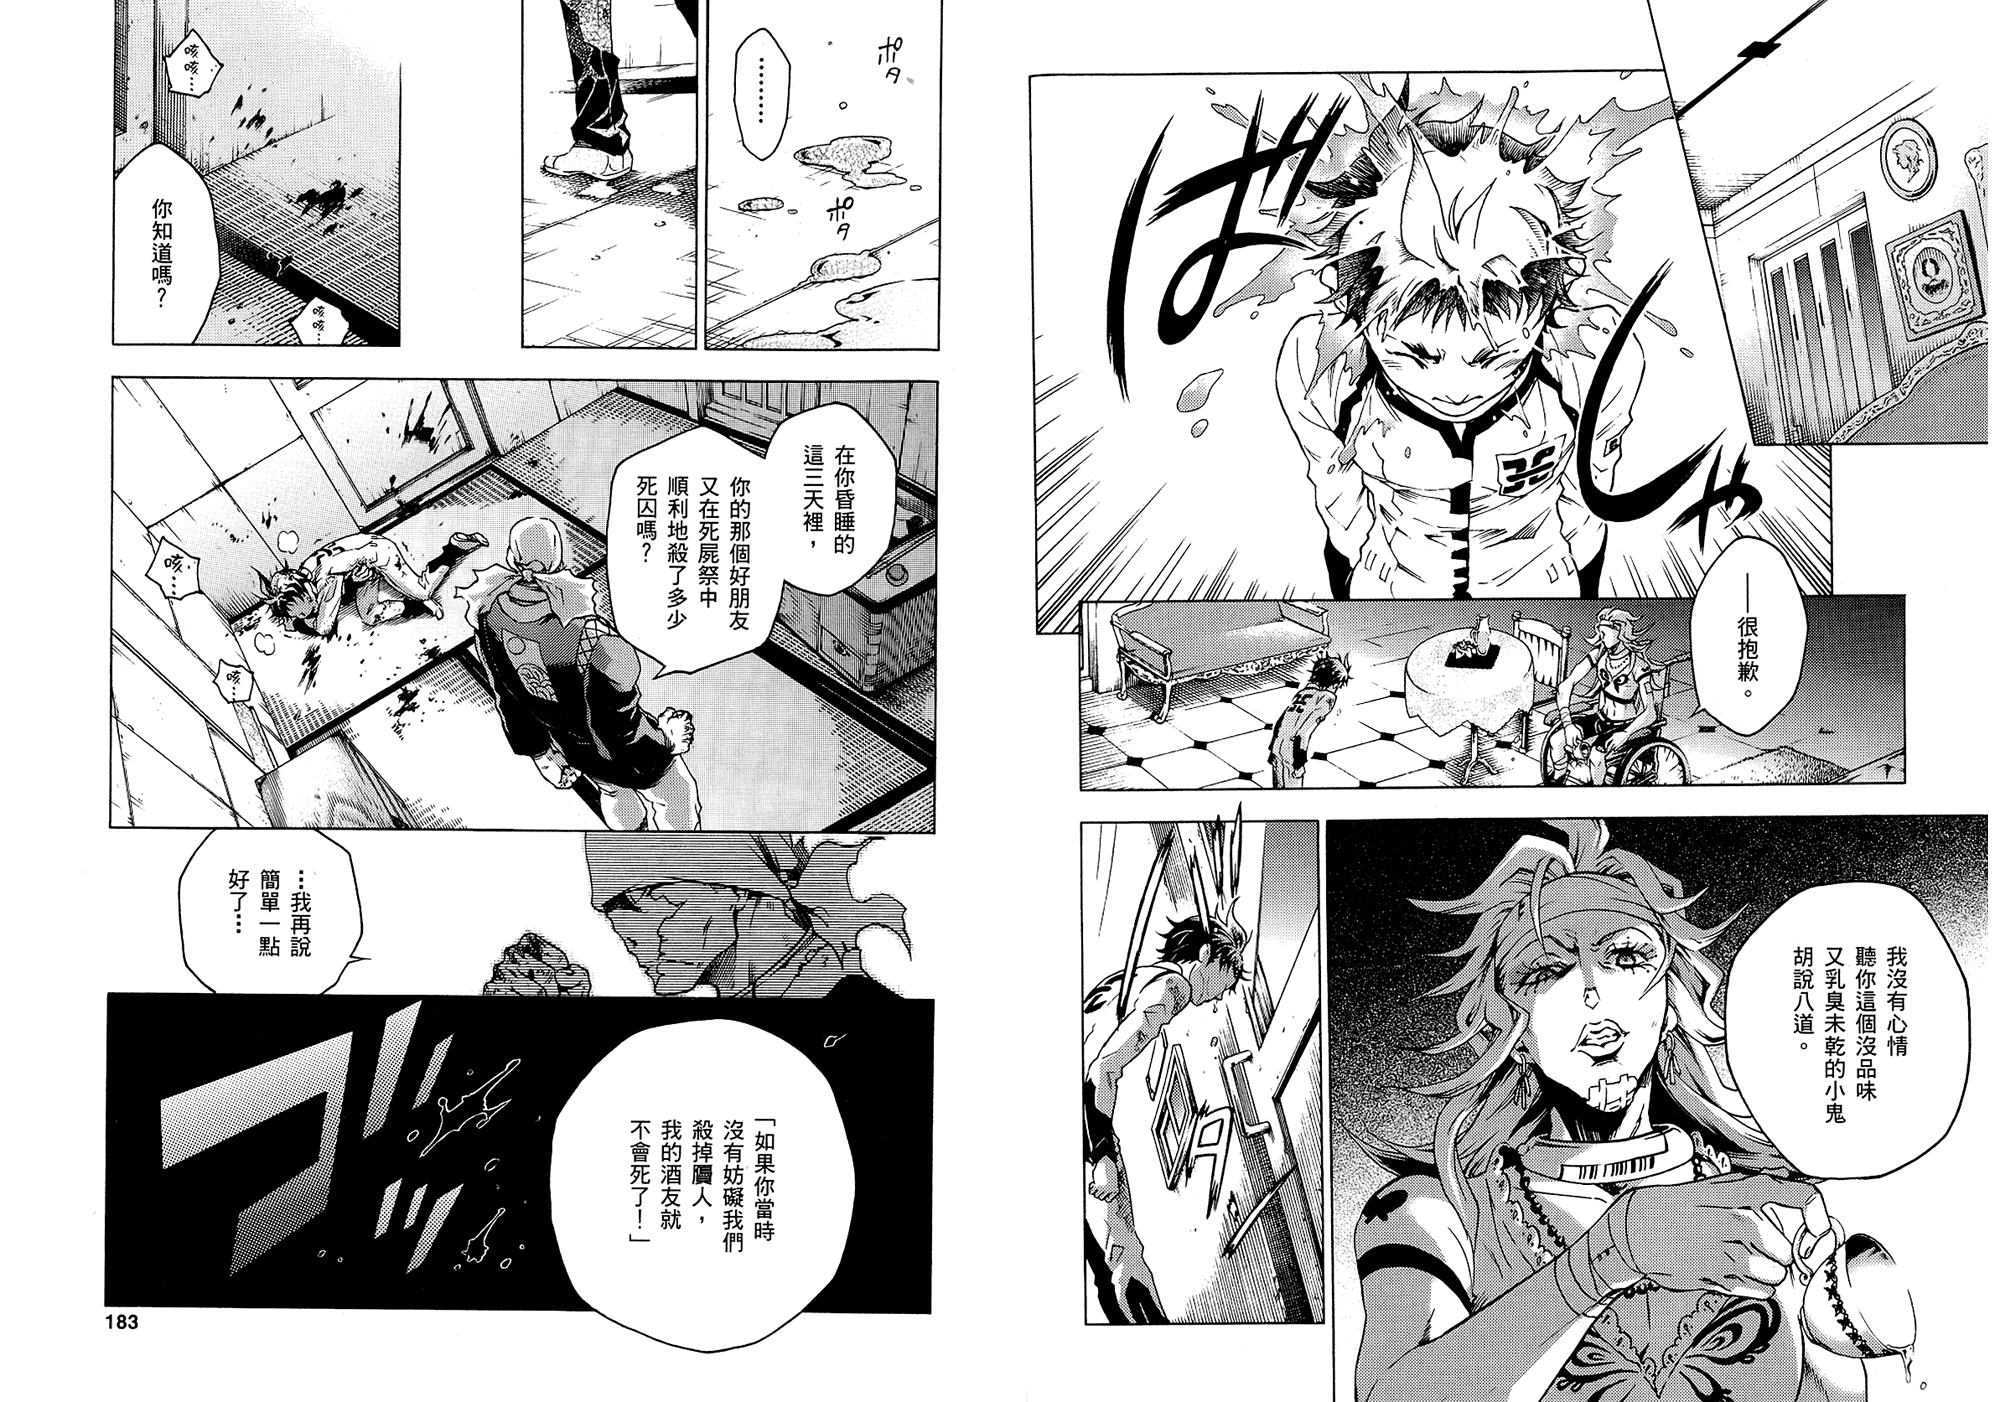 ばしゃ
──很抱歉。
我沒有心情
聽你這個沒品味
又乳臭未乾的小鬼
胡說八道。
ポタ
ポタ
…………
咳
咳…
你知道嗎？
咳
咳…
在你昏睡的
這三天裡，
你的那個好朋友
又在死屍祭中
順利地殺了多少
死囚嗎？
咳…
咳…
…我再說
簡單一點
好了…
「如果你當時
沒有妨礙我們
殺掉贗人，
我的酒友就
不會死了！」
183